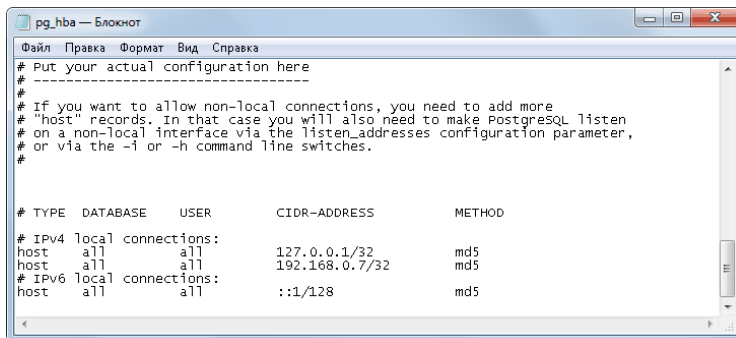 pg_hba — Блокнот
Файл Правка Формат Вид Справка
# Put your actual configuration here
# ----------------------------------
#
# If you want to allow non-local connections, you need to add more
# "host" records. In that case you will also need to make PostgreSQL listen
# on a non-local interface via the listen_addresses configuration parameter,
# or via the -i or -h command line switches.
#
# TYPE  DATABASE    USER        CIDR-ADDRESS          METHOD
# IPv4 local connections:
host    all         all         127.0.0.1/32          md5
host    all         all         192.168.0.7/32        md5
# IPv6 local connections:
host    all         all         ::1/128               md5